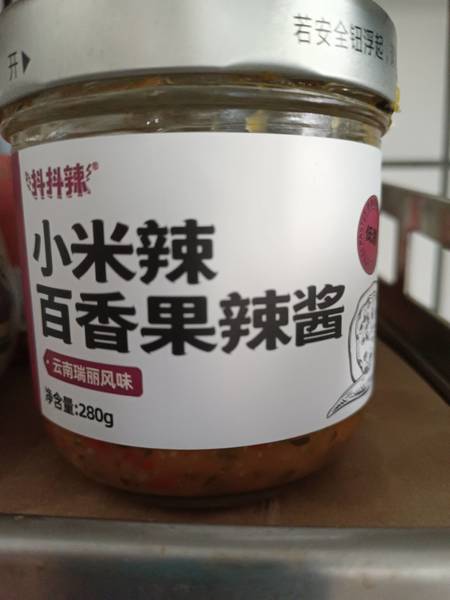 开
若安全钮浮起
抖抖辣®
小米辣
百香果辣酱
云南瑞丽风味
净含量:280g